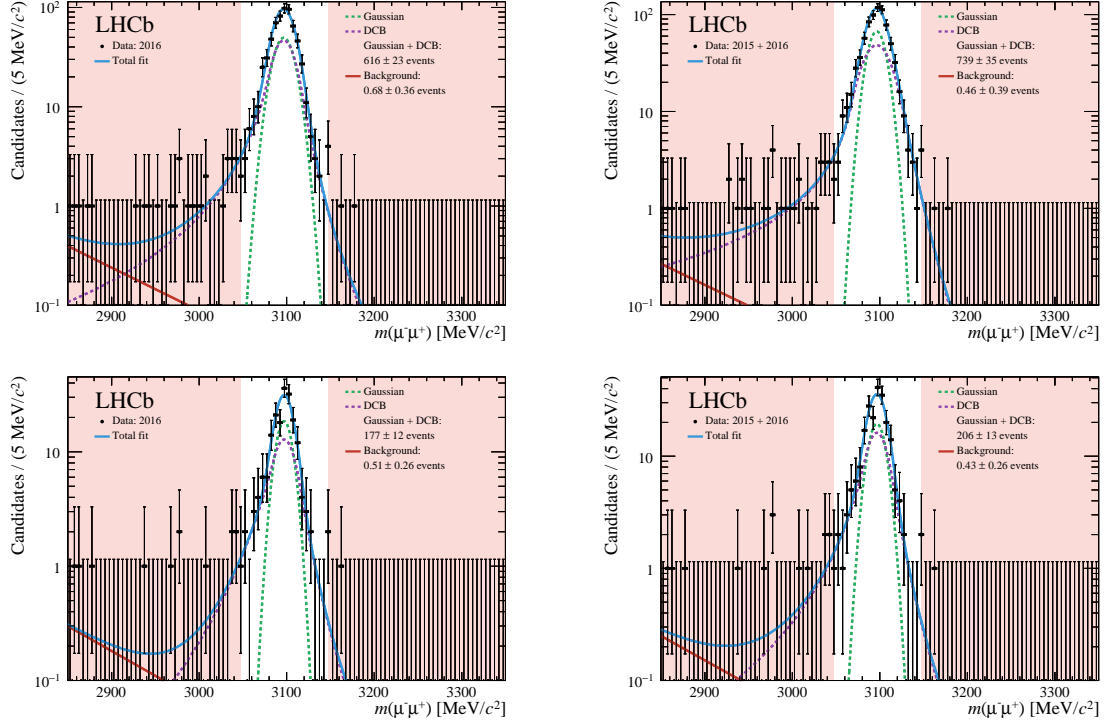 Candidates / (5 MeV/c²)
10²
10
1
10⁻¹
LHCb
Data: 2016
Total fit
Gaussian
DCB
Gaussian + DCB:
616 ± 23 events
Background:
0.68 ± 0.36 events
2900 3000 3100 3200 3300
m(μ⁻μ⁺) [MeV/c²]
Candidates / (5 MeV/c²)
10²
10
1
10⁻¹
LHCb
Data: 2015 + 2016
Total fit
Gaussian
DCB
Gaussian + DCB:
739 ± 35 events
Background:
0.46 ± 0.39 events
2900 3000 3100 3200 3300
m(μ⁻μ⁺) [MeV/c²]
Candidates / (5 MeV/c²)
10
1
10⁻¹
LHCb
Data: 2016
Total fit
Gaussian
DCB
Gaussian + DCB:
177 ± 12 events
Background:
0.51 ± 0.26 events
2900 3000 3100 3200 3300
m(μ⁻μ⁺) [MeV/c²]
Candidates / (5 MeV/c²)
10
1
10⁻¹
LHCb
Data: 2015 + 2016
Total fit
Gaussian
DCB
Gaussian + DCB:
206 ± 13 events
Background:
0.43 ± 0.26 events
2900 3000 3100 3200 3300
m(μ⁻μ⁺) [MeV/c²]